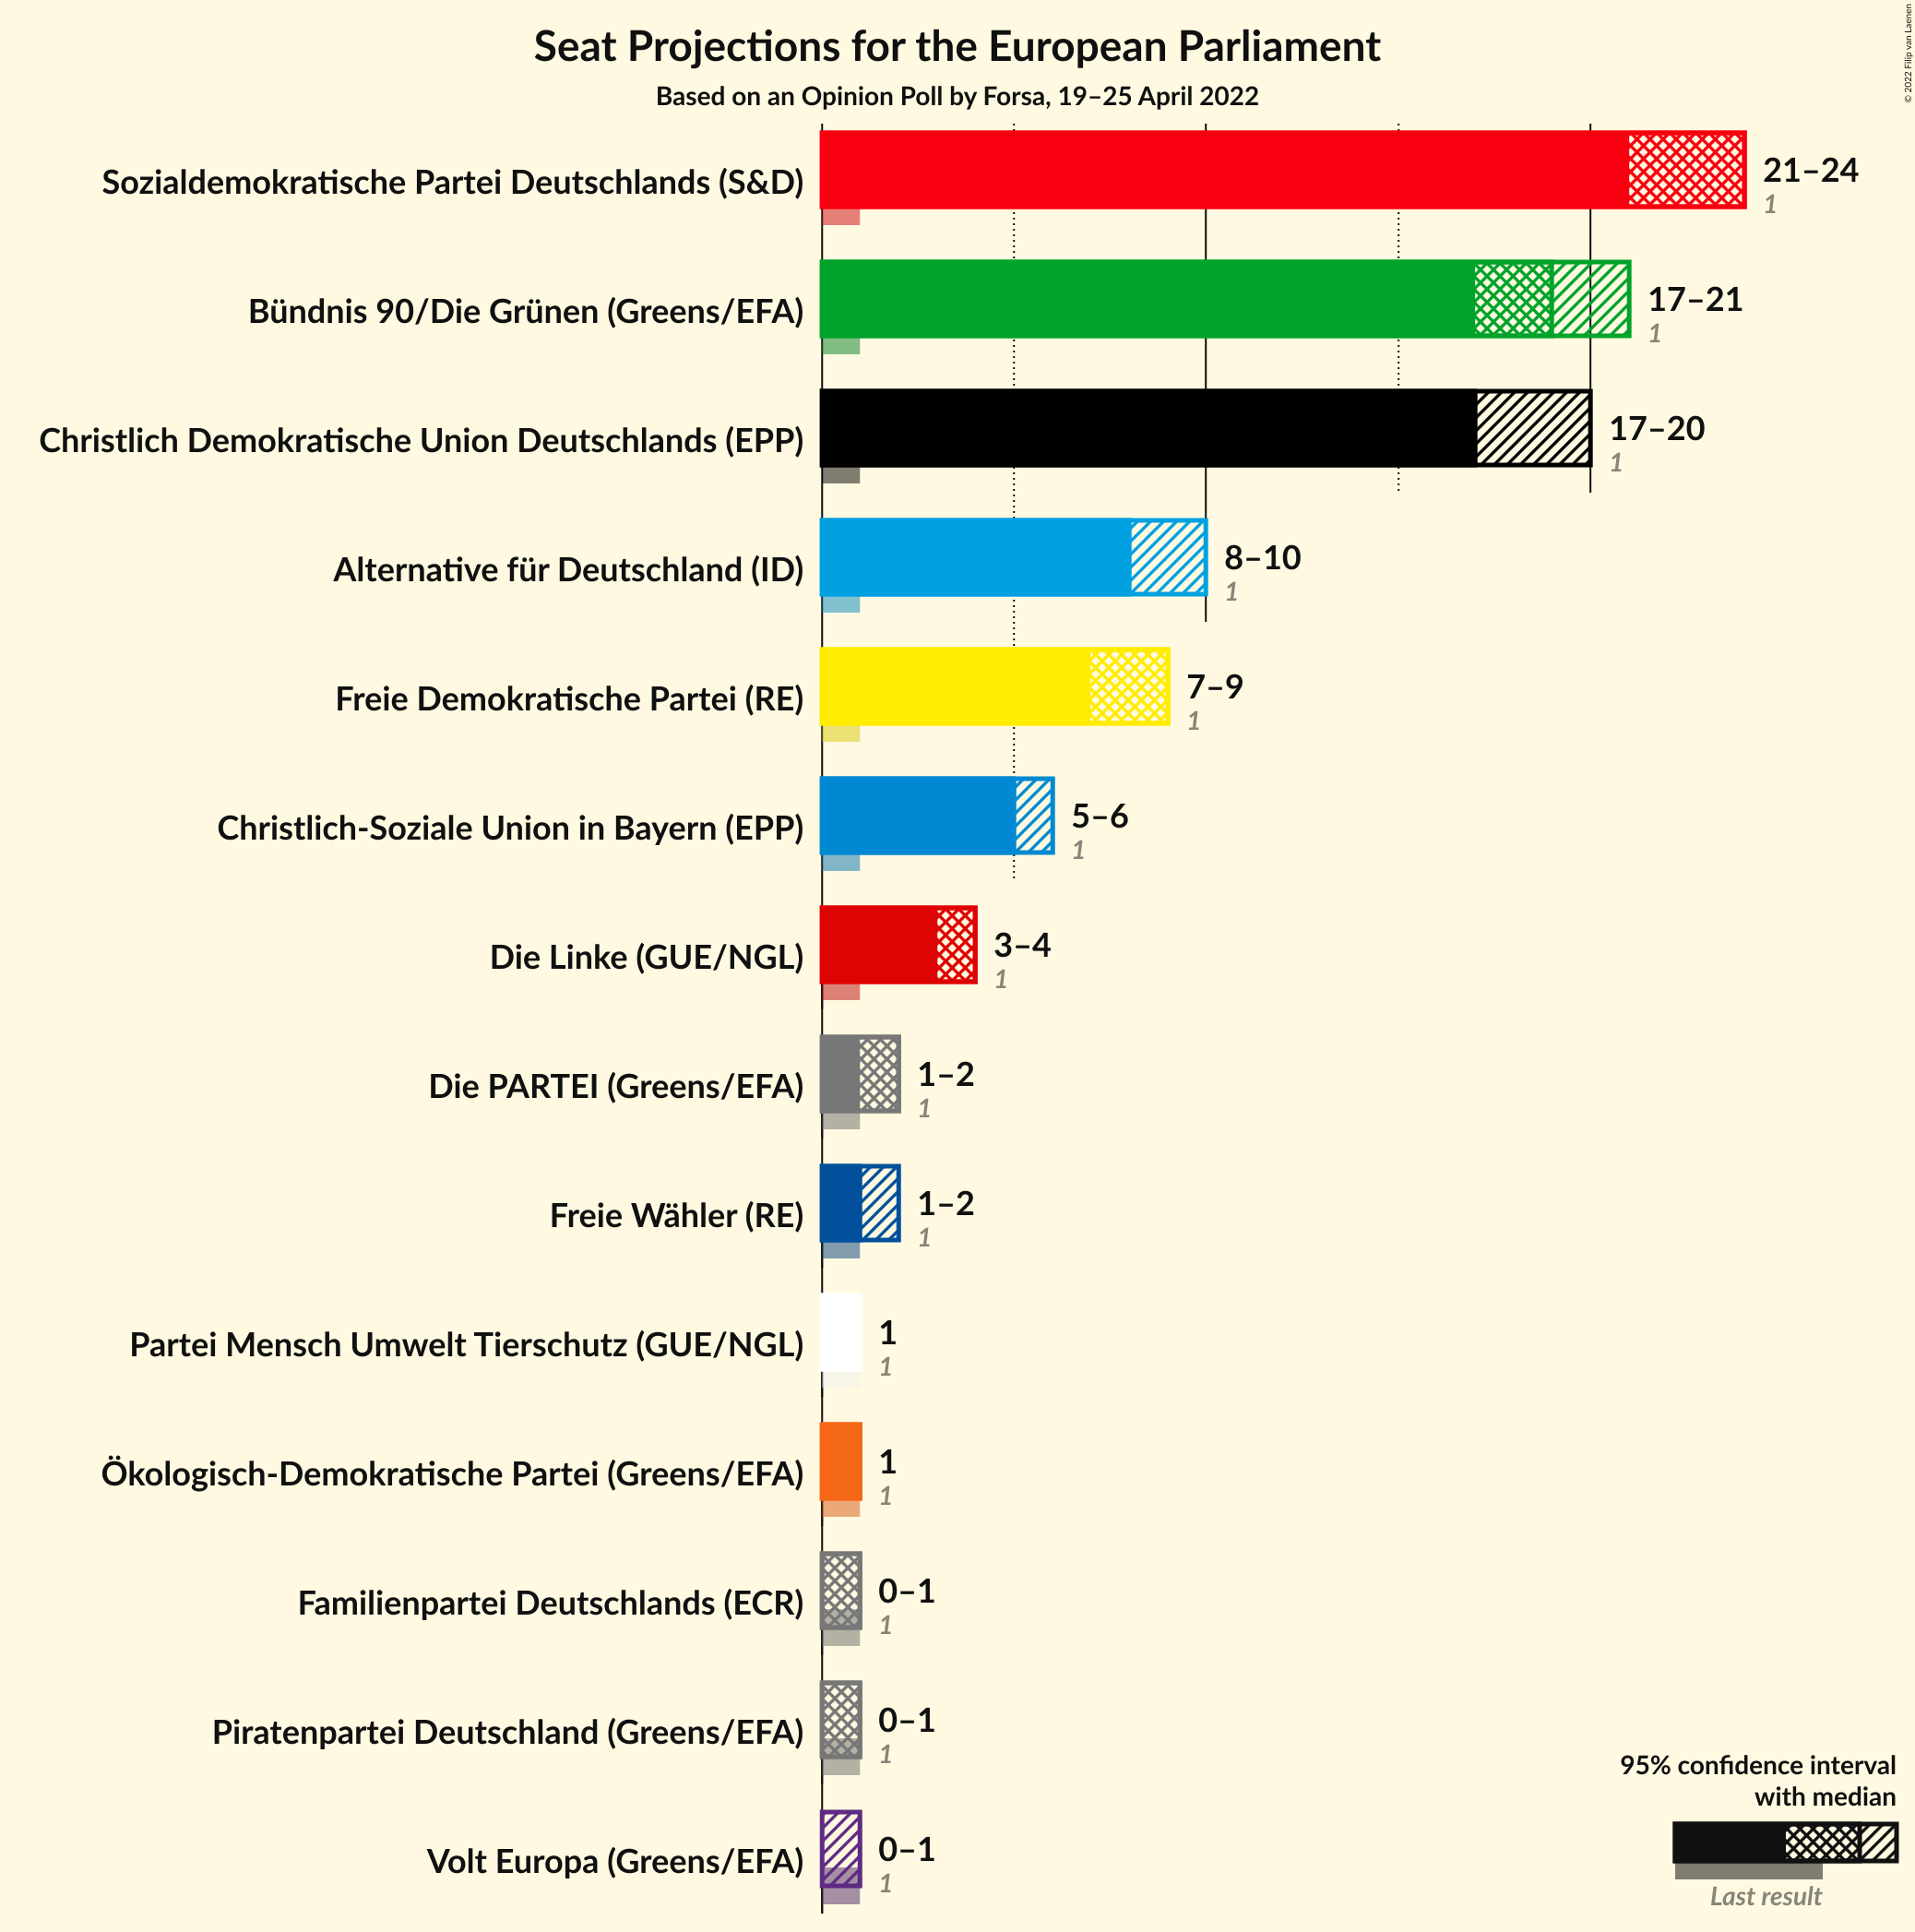 Seat Projections for the European Parliament
Based on an Opinion Poll by Forsa, 19–25 April 2022
© 2022 Filip van Laenen
Sozialdemokratische Partei Deutschlands (S&D)
21–24
1
Bündnis 90/Die Grünen (Greens/EFA)
17–21
1
Christlich Demokratische Union Deutschlands (EPP)
17–20
1
Alternative für Deutschland (ID)
8–10
1
Freie Demokratische Partei (RE)
7–9
1
Christlich-Soziale Union in Bayern (EPP)
5–6
1
Die Linke (GUE/NGL)
3–4
1
Die PARTEI (Greens/EFA)
1–2
1
Freie Wähler (RE)
1–2
1
Partei Mensch Umwelt Tierschutz (GUE/NGL)
1
1
Ökologisch-Demokratische Partei (Greens/EFA)
1
1
Familienpartei Deutschlands (ECR)
0–1
1
Piratenpartei Deutschland (Greens/EFA)
0–1
1
Volt Europa (Greens/EFA)
0–1
1
95% confidence interval
with median
Last result